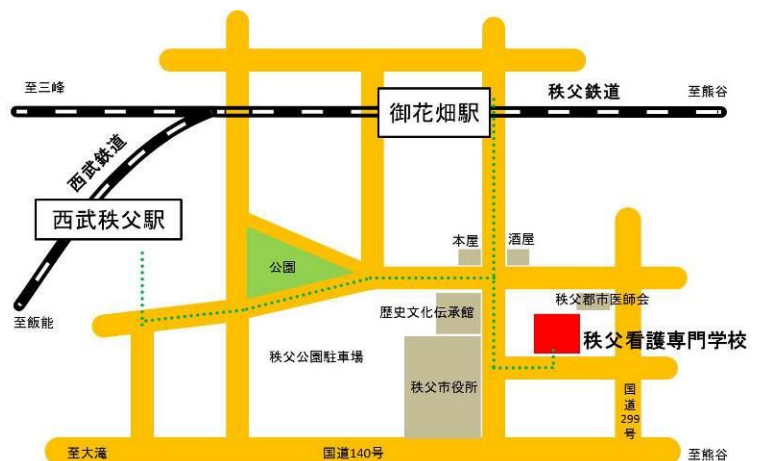 至三峰
秩父鉄道
至熊谷
御花畑駅
西武鉄道
西武秩父駅
本屋
酒屋
公園
至飯能
歴史文化伝承館
秩父郡市医師会
秩父看護専門学校
秩父公園駐車場
秩父市役所
国道299号
至大滝
国道140号
至熊谷